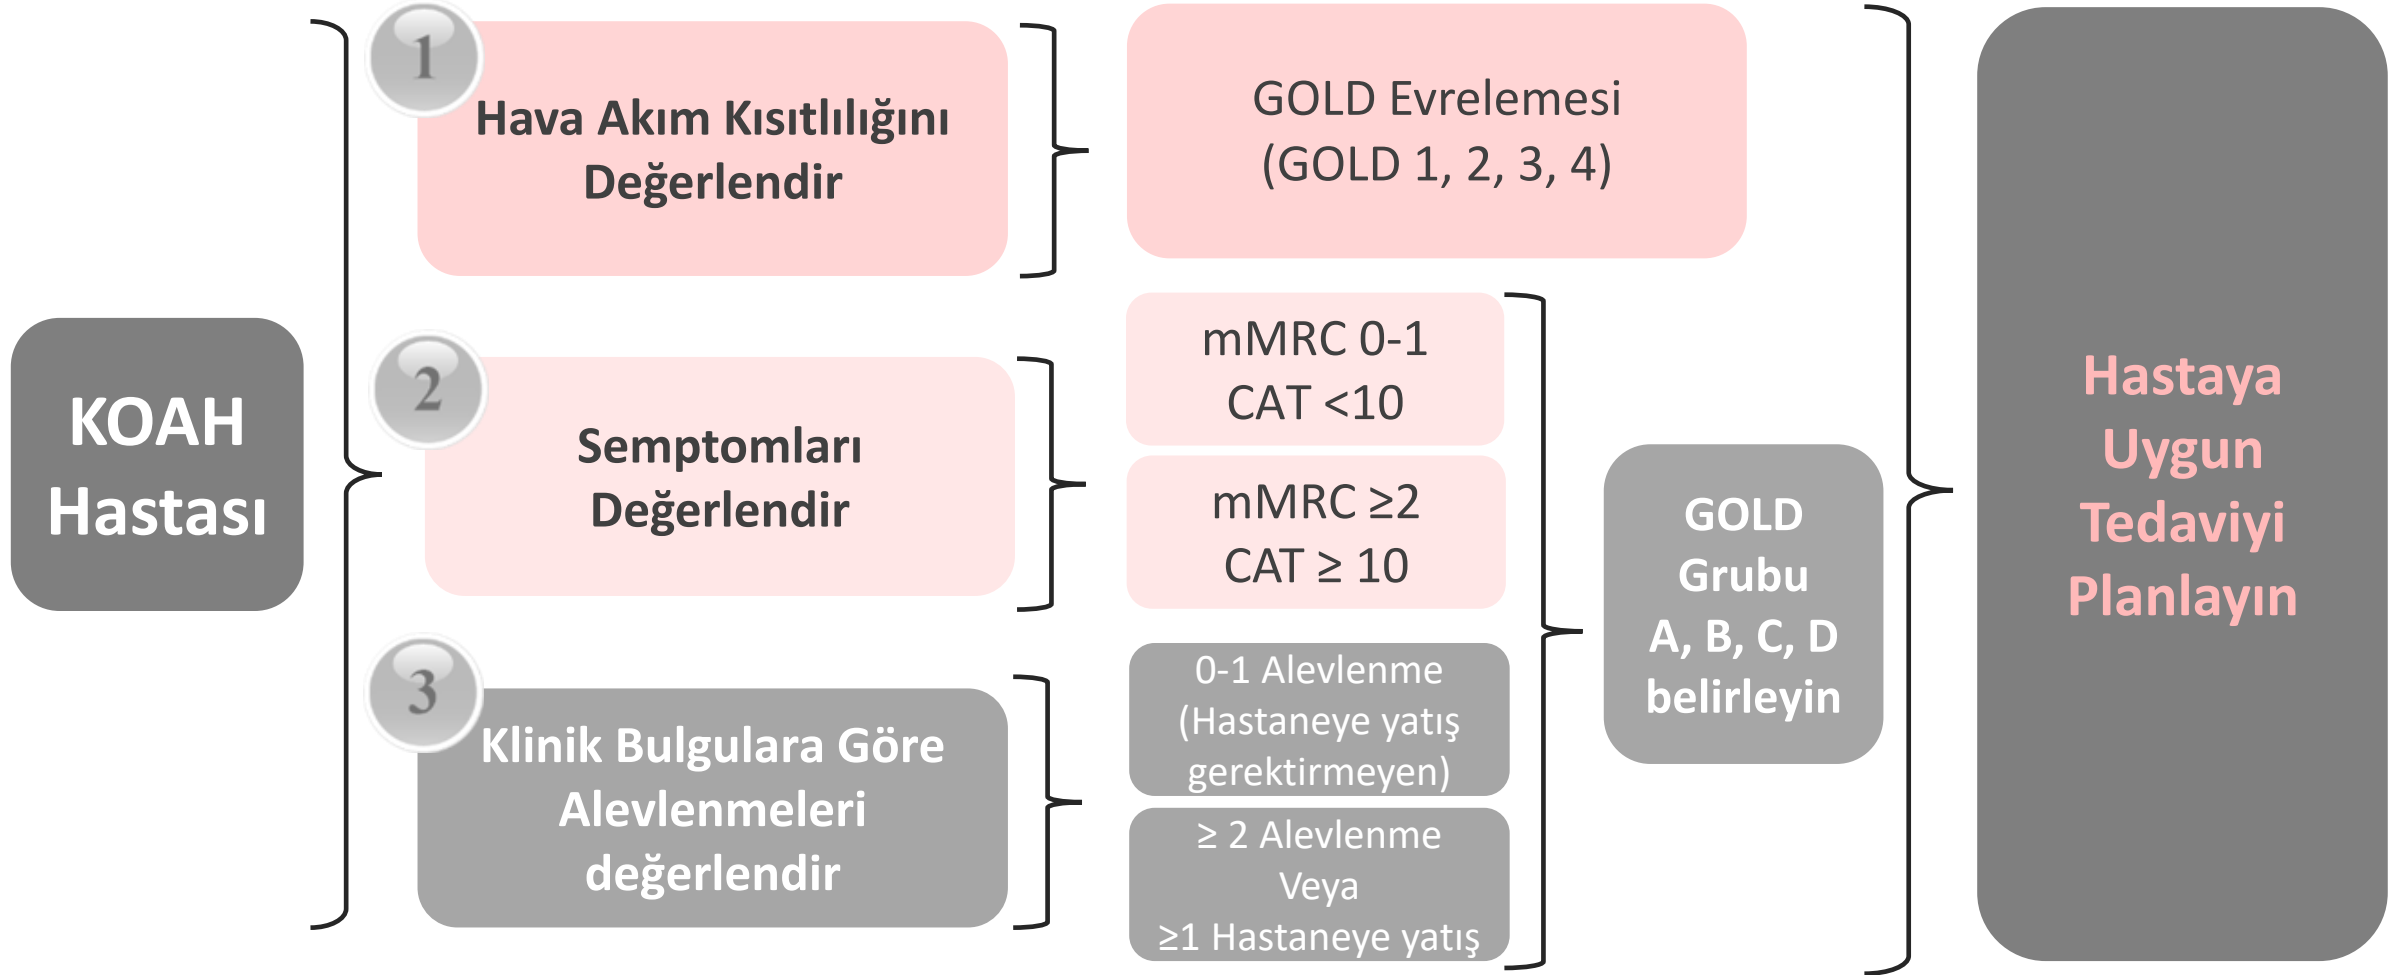 KOAH
Hastası
1
Hava Akım Kısıtlılığını
Değerlendir
GOLD Evrelemesi
(GOLD 1, 2, 3, 4)
2
Semptomları
Değerlendir
mMRC 0-1
CAT <10
mMRC ≥2
CAT ≥ 10
3
Klinik Bulgulara Göre
Alevlenmeleri
değerlendir
0-1 Alevlenme
(Hastaneye yatış
gerektirmeyen)
≥ 2 Alevlenme
Veya
≥1 Hastaneye yatış
GOLD
Grubu
A, B, C, D
belirleyin
Hastaya
Uygun
Tedaviyi
Planlayın